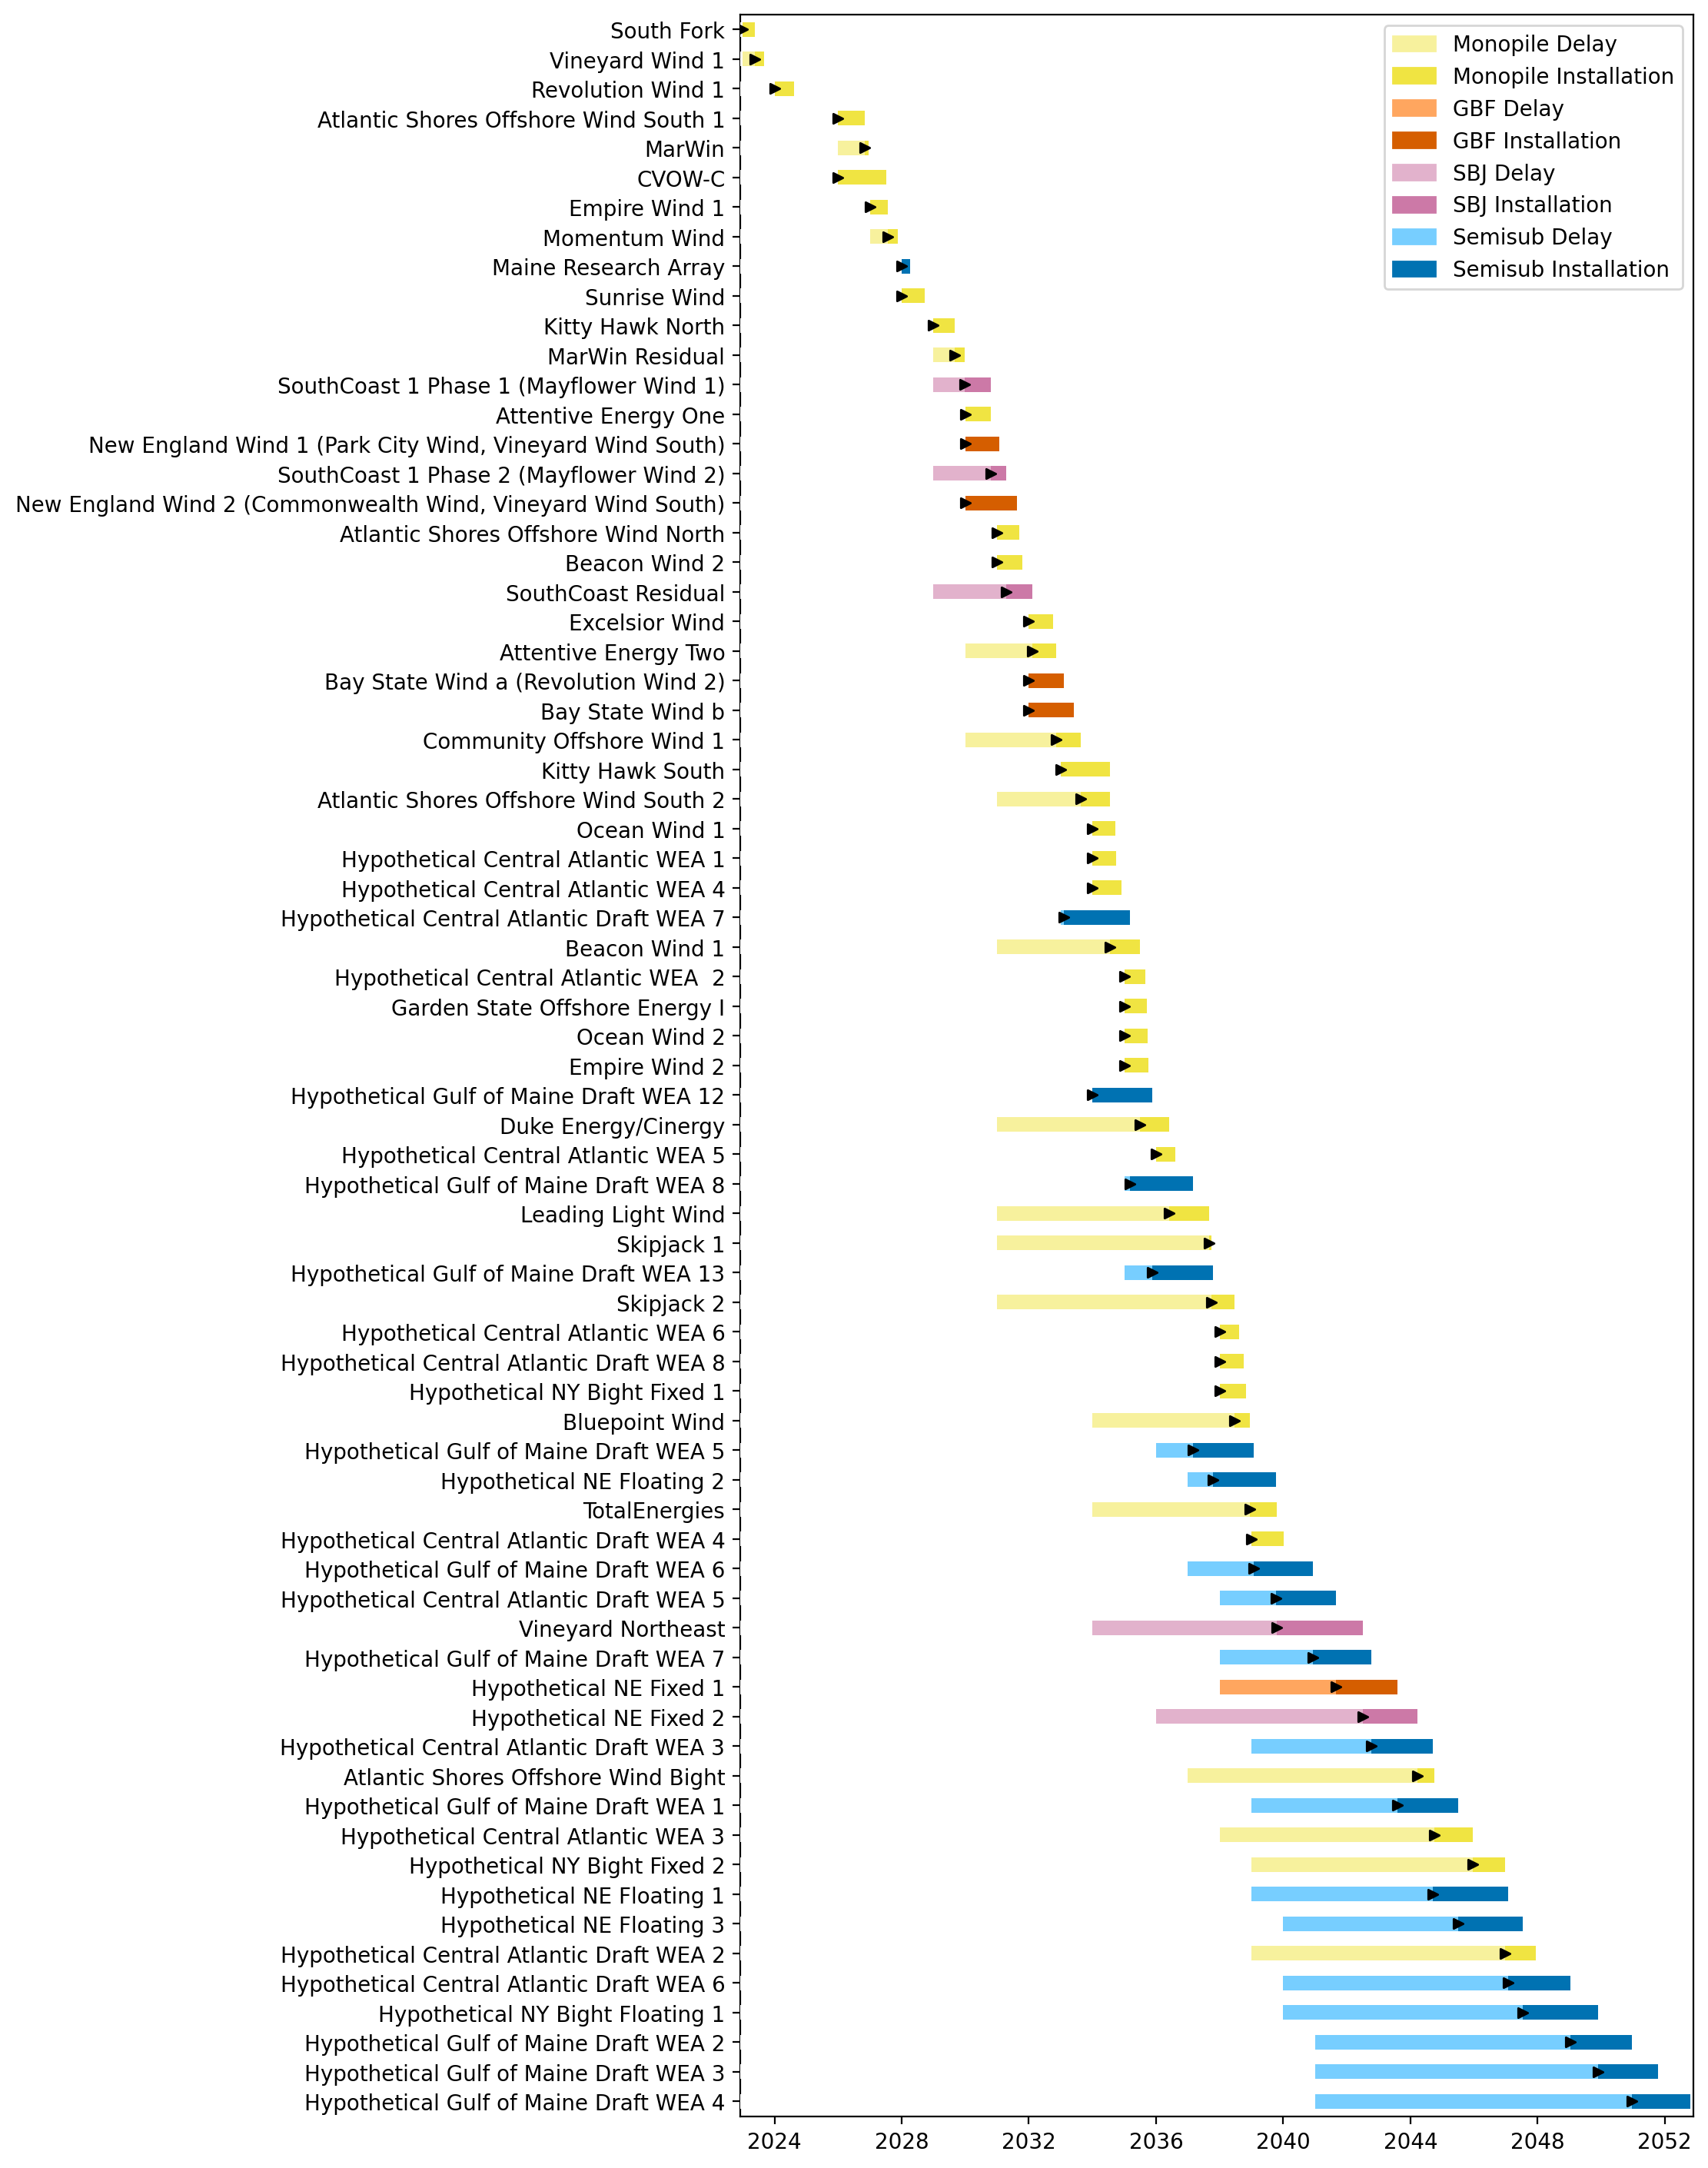 South Fork
Vineyard Wind 1
Revolution Wind 1
Atlantic Shores Offshore Wind South 1
MarWin
CVOW-C
Empire Wind 1
Momentum Wind
Maine Research Array
Sunrise Wind
Kitty Hawk North
MarWin Residual
SouthCoast 1 Phase 1 (Mayflower Wind 1)
Attentive Energy One
New England Wind 1 (Park City Wind, Vineyard Wind South)
SouthCoast 1 Phase 2 (Mayflower Wind 2)
New England Wind 2 (Commonwealth Wind, Vineyard Wind South)
Atlantic Shores Offshore Wind North
Beacon Wind 2
SouthCoast Residual
Excelsior Wind
Attentive Energy Two
Bay State Wind a (Revolution Wind 2)
Bay State Wind b
Community Offshore Wind 1
Kitty Hawk South
Atlantic Shores Offshore Wind South 2
Ocean Wind 1
Hypothetical Central Atlantic WEA 1
Hypothetical Central Atlantic WEA 4
Hypothetical Central Atlantic Draft WEA 7
Beacon Wind 1
Hypothetical Central Atlantic WEA  2
Garden State Offshore Energy I
Ocean Wind 2
Empire Wind 2
Hypothetical Gulf of Maine Draft WEA 12
Duke Energy/Cinergy
Hypothetical Central Atlantic WEA 5
Hypothetical Gulf of Maine Draft WEA 8
Leading Light Wind
Skipjack 1
Hypothetical Gulf of Maine Draft WEA 13
Skipjack 2
Hypothetical Central Atlantic WEA 6
Hypothetical Central Atlantic Draft WEA 8
Hypothetical NY Bight Fixed 1
Bluepoint Wind
Hypothetical Gulf of Maine Draft WEA 5
Hypothetical NE Floating 2
TotalEnergies
Hypothetical Central Atlantic Draft WEA 4
Hypothetical Gulf of Maine Draft WEA 6
Hypothetical Central Atlantic Draft WEA 5
Vineyard Northeast
Hypothetical Gulf of Maine Draft WEA 7
Hypothetical NE Fixed 1
Hypothetical NE Fixed 2
Hypothetical Central Atlantic Draft WEA 3
Atlantic Shores Offshore Wind Bight
Hypothetical Gulf of Maine Draft WEA 1
Hypothetical Central Atlantic WEA 3
Hypothetical NY Bight Fixed 2
Hypothetical NE Floating 1
Hypothetical NE Floating 3
Hypothetical Central Atlantic Draft WEA 2
Hypothetical Central Atlantic Draft WEA 6
Hypothetical NY Bight Floating 1
Hypothetical Gulf of Maine Draft WEA 2
Hypothetical Gulf of Maine Draft WEA 3
Hypothetical Gulf of Maine Draft WEA 4
Monopile Delay
Monopile Installation
GBF Delay
GBF Installation
SBJ Delay
SBJ Installation
Semisub Delay
Semisub Installation
2024 2028 2032 2036 2040 2044 2048 2052